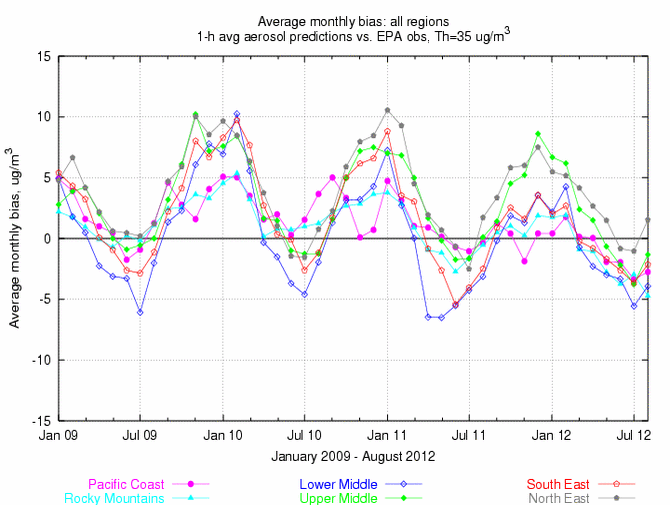 Average monthly bias: all regions
1-h avg aerosol predictions vs. EPA obs, Th=35 ug/m3
Average monthly bias, ug/m3
15
10
5
0
-5
-10
-15
Jan 09 Jul 09 Jan 10 Jul 10 Jan 11 Jul 11 Jan 12 Jul 12
January 2009 - August 2012
Pacific Coast Lower Middle South East
Rocky Mountains Upper Middle North East